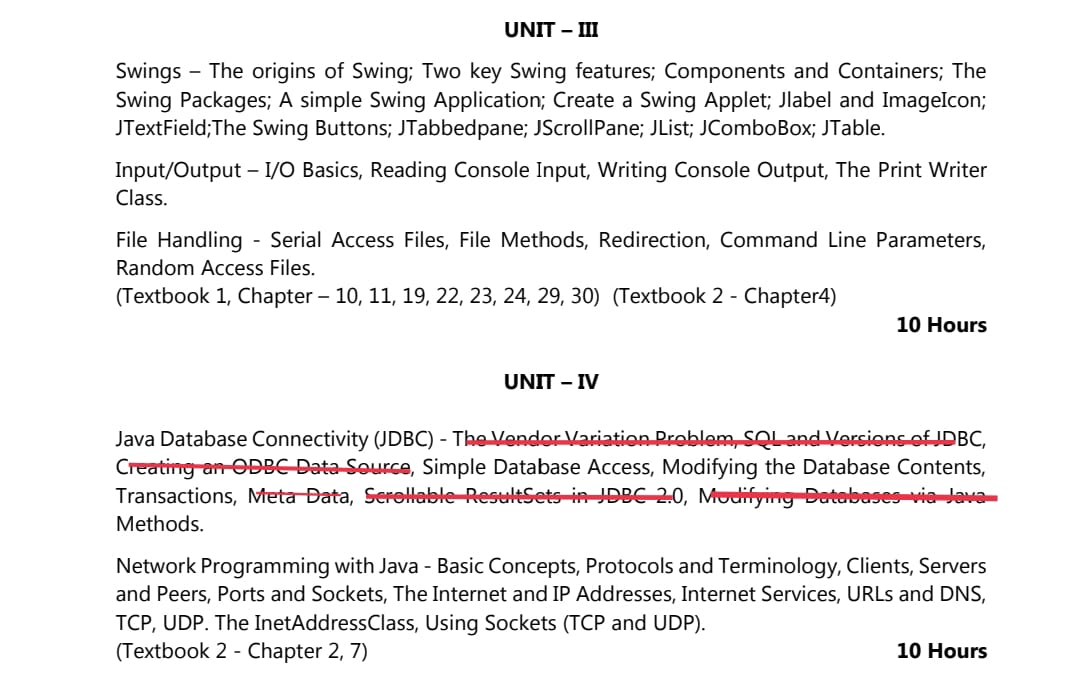 UNIT – III
Swings – The origins of Swing; Two key Swing features; Components and Containers; The
Swing Packages; A simple Swing Application; Create a Swing Applet; Jlabel and ImageIcon;
JTextField;The Swing Buttons; JTabbedpane; JScrollPane; JList; JComboBox; JTable.
Input/Output – I/O Basics, Reading Console Input, Writing Console Output, The Print Writer
Class.
File Handling - Serial Access Files, File Methods, Redirection, Command Line Parameters,
Random Access Files.
(Textbook 1, Chapter – 10, 11, 19, 22, 23, 24, 29, 30) (Textbook 2 - Chapter4)
10 Hours
UNIT – IV
Java Database Connectivity (JDBC) - The Vendor Variation Problem, SQL and Versions of JDBC,
Creating an ODBC Data Source, Simple Database Access, Modifying the Database Contents,
Transactions, Meta Data, Scrollable ResultSets in JDBC 2.0, Modifying Databases via Java
Methods.
Network Programming with Java - Basic Concepts, Protocols and Terminology, Clients, Servers
and Peers, Ports and Sockets, The Internet and IP Addresses, Internet Services, URLs and DNS,
TCP, UDP. The InetAddressClass, Using Sockets (TCP and UDP).
(Textbook 2 - Chapter 2, 7) 10 Hours